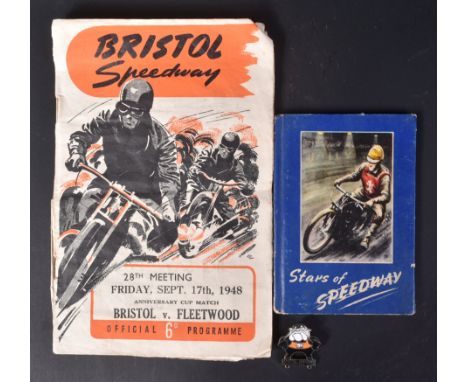 BRISTOL
Speedway
28TH MEETING
FRIDAY, SEPT. 17th, 1948
ANNIVERSARY CUP MATCH
BRISTOL v. FLEETWOOD
OFFICIAL 6D PROGRAMME
Stars of
SPEEDWAY